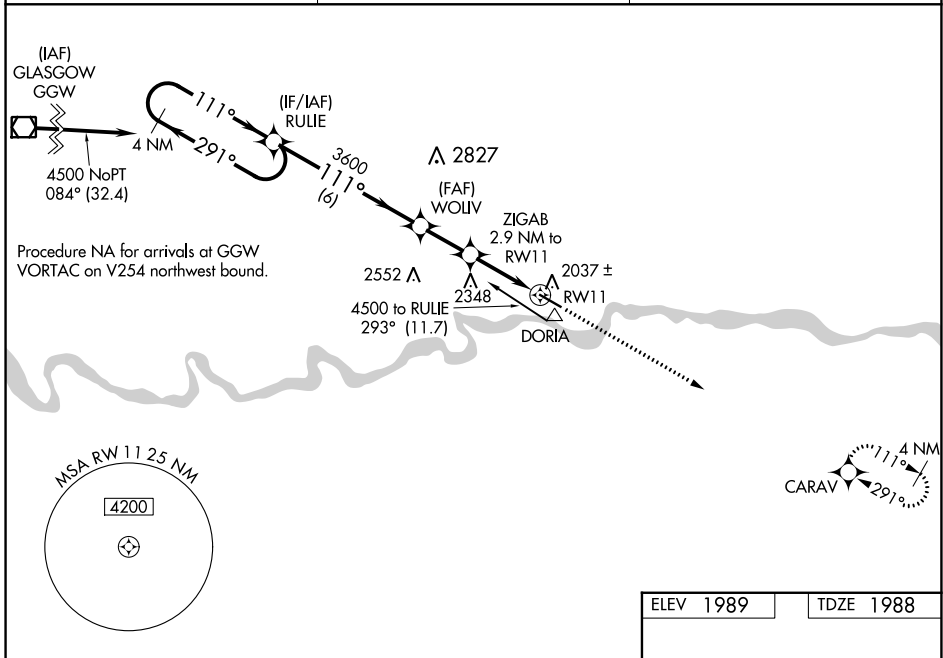 (IAF)
GLASGOW
GGW
111°
291°
4 NM
(IF/IAF)
RULIE
4500 NoPT
084° (32.4)
3600
111°
(6)
2827
(FAF)
WOLIV
ZIGAB
2.9 NM to
RW11
Procedure NA for arrivals at GGW
VORTAC on V254 northwest bound.
2552
2348
2037 ±
RW11
4500 to RULIE
293° (11.7)
DORIA
MSA RW 11 25 NM
4200
4 NM
111°
291°
CARAV
ELEV 1989
TDZE 1988